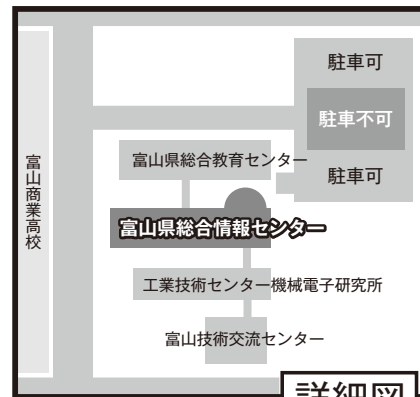 駐車可
駐車不可
富山県総合教育センター
駐車可
富山商業高校
富山県総合情報センター
工業技術センター機械電子研究所
富山技術交流センター
詳細図